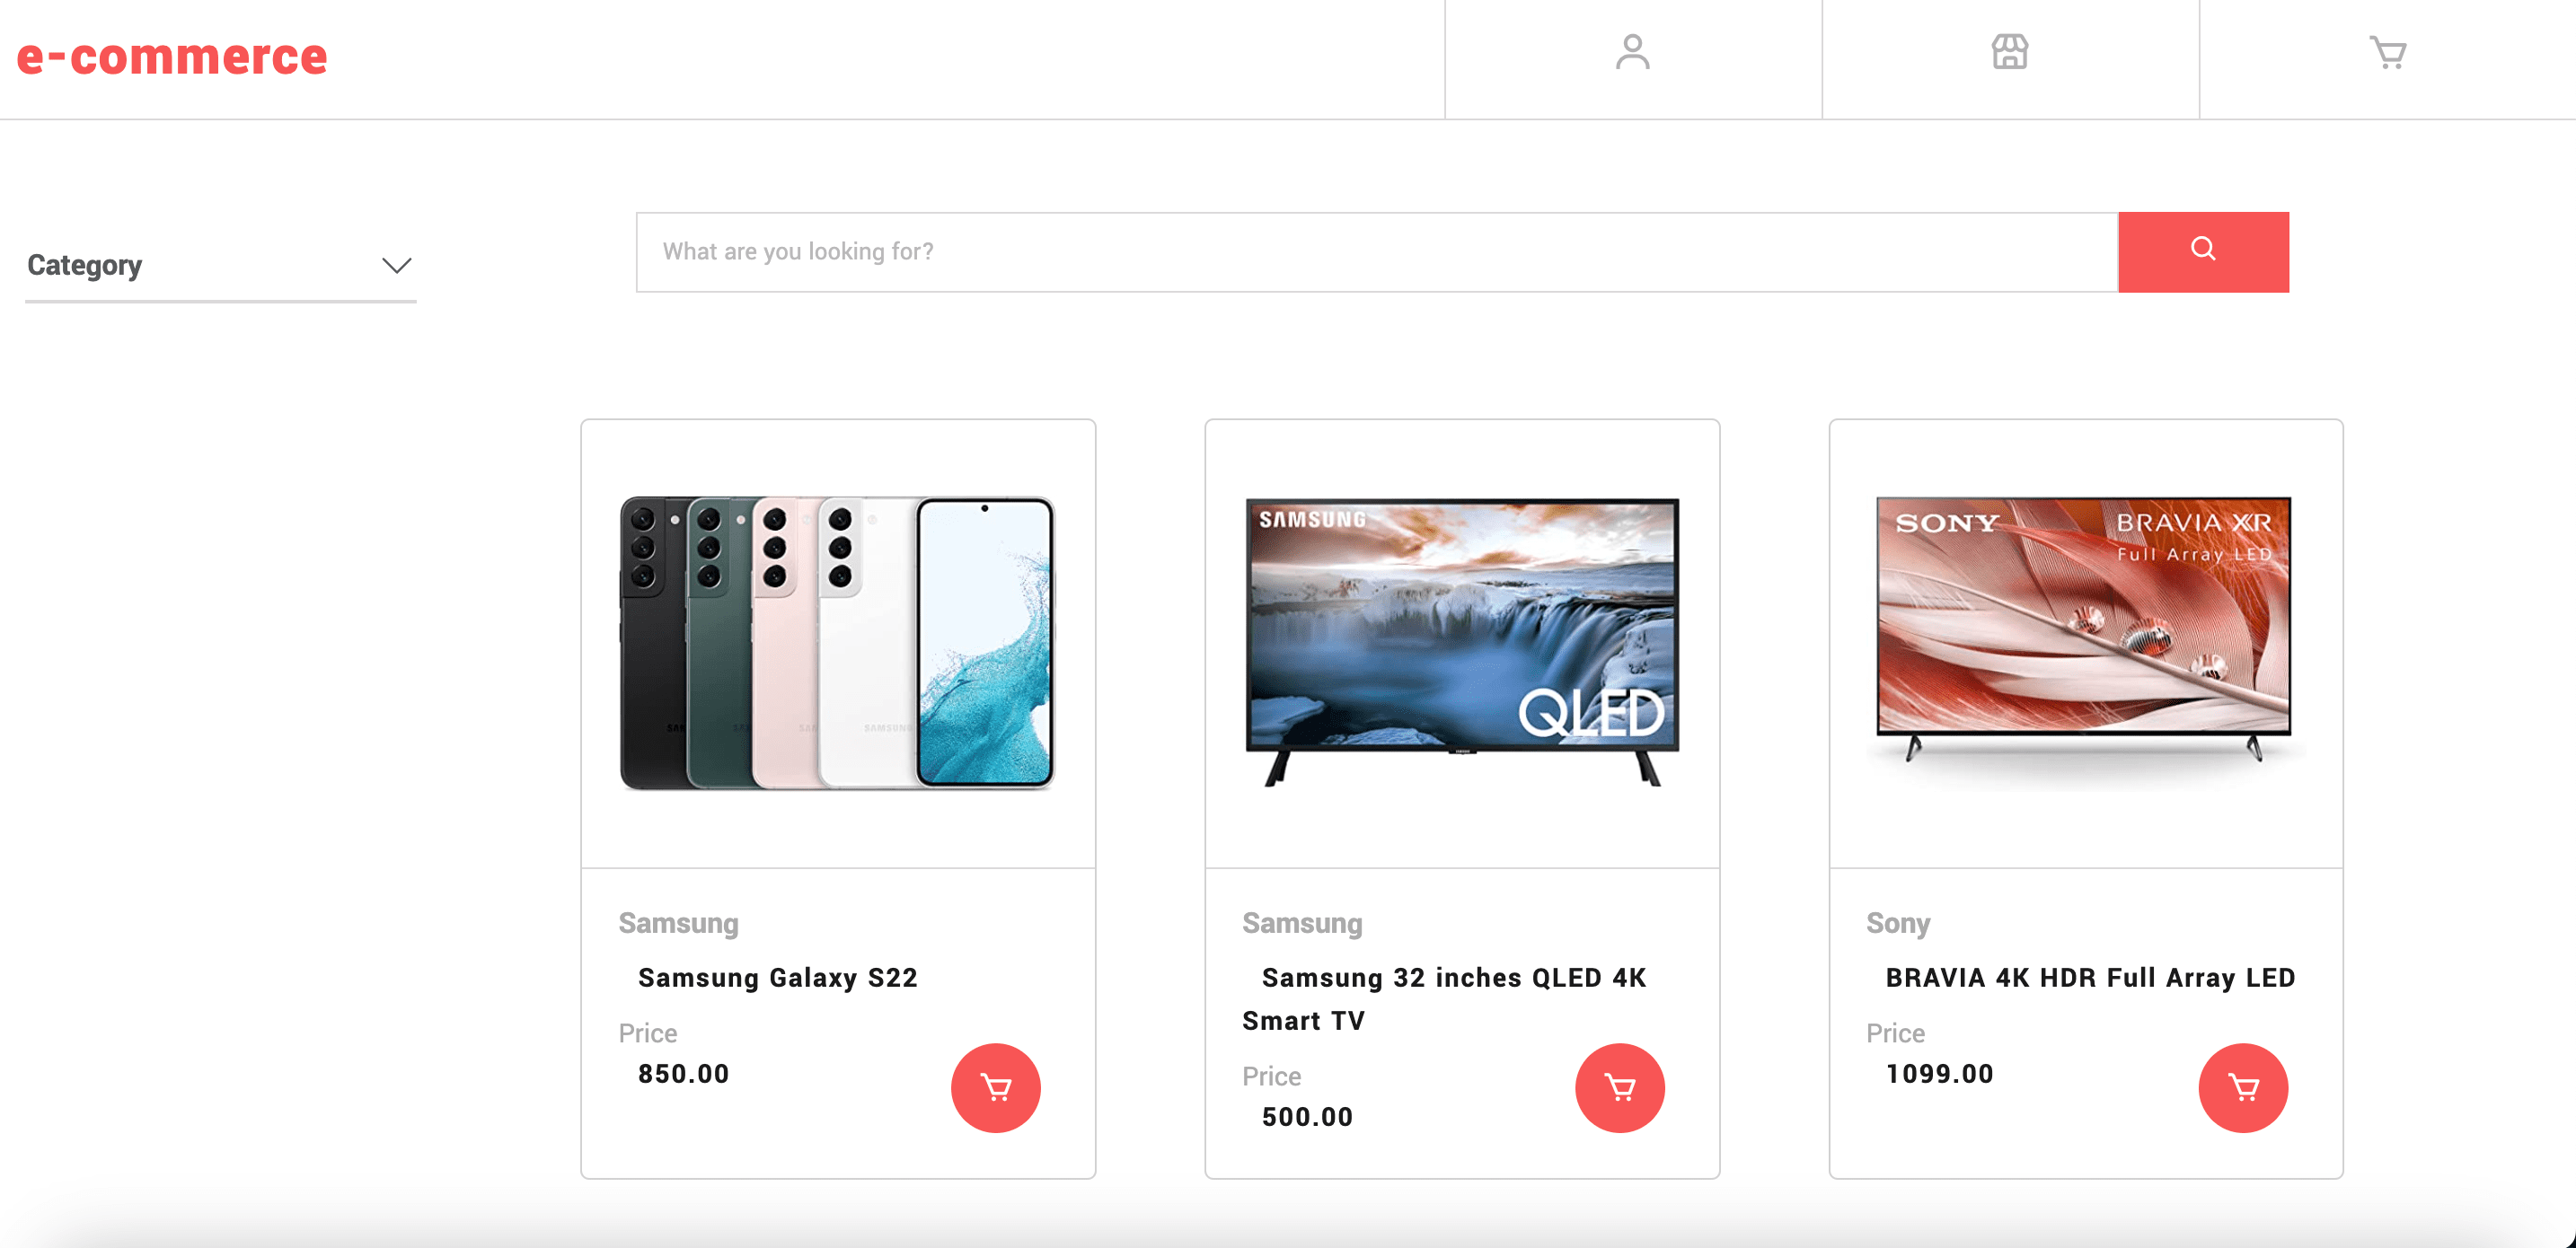 e-commerce
Category
What are you looking for?
SAMSUNG
QLED
SONY
BRAVIA XR
Full Array LED
SAMSUNG
Samsung
Samsung Galaxy S22
Price
850.00
Samsung
Samsung 32 inches QLED 4K
Smart TV
Price
500.00
Sony
BRAVIA 4K HDR Full Array LED
Price
1099.00